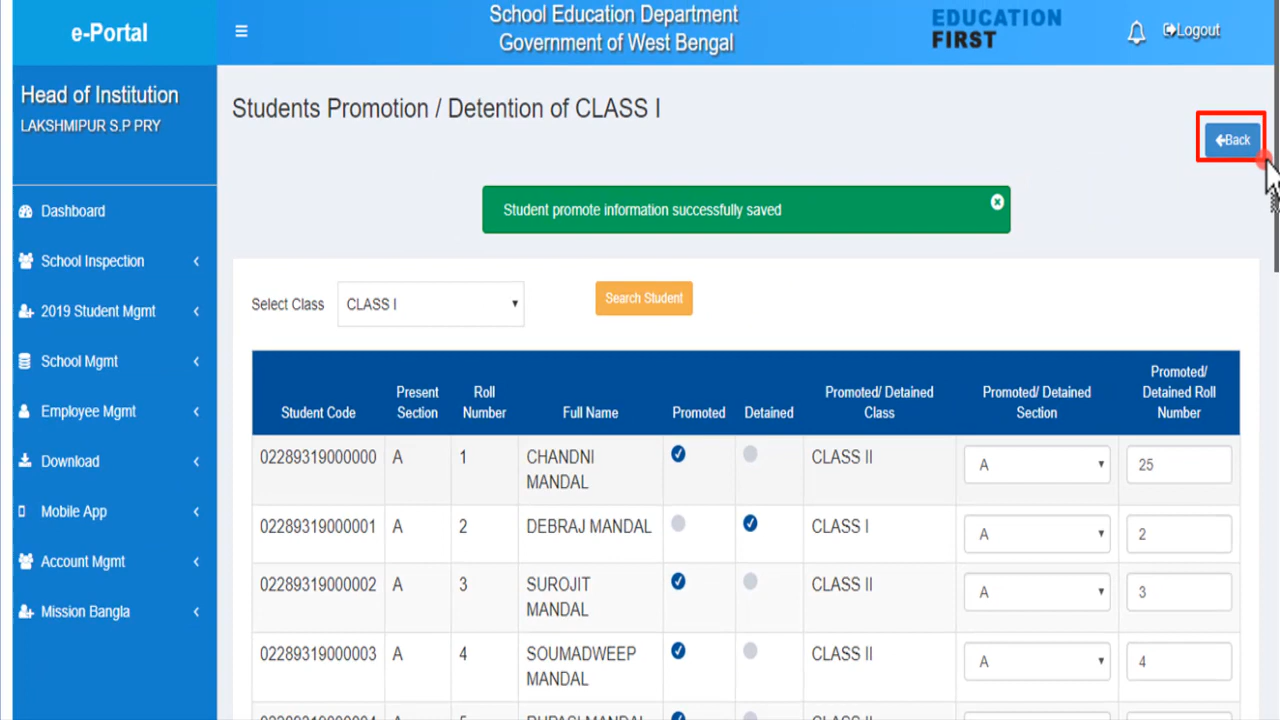 e-Portal
School Education Department
Government of West Bengal
EDUCATION
FIRST
Logout
Head of Institution
LAKSHMIPUR S.P PRY
Dashboard
School Inspection
2019 Student Mgmt
School Mgmt
Employee Mgmt
Download
Mobile App
Account Mgmt
Mission Bangla
Students Promotion / Detention of CLASS I
Back
Student promote information successfully saved
Select Class CLASS I Search Student
Student Code Present Section Roll Number Full Name Promoted Detained Promoted/ Detained Class Promoted/ Detained Section Promoted/ Detained Roll Number
02289319000000 A 1 CHANDNI MANDAL CLASS II A 25
02289319000001 A 2 DEBRAJ MANDAL CLASS I A 2
02289319000002 A 3 SUROJIT MANDAL CLASS II A 3
02289319000003 A 4 SOUMADWEEP MANDAL CLASS II A 4